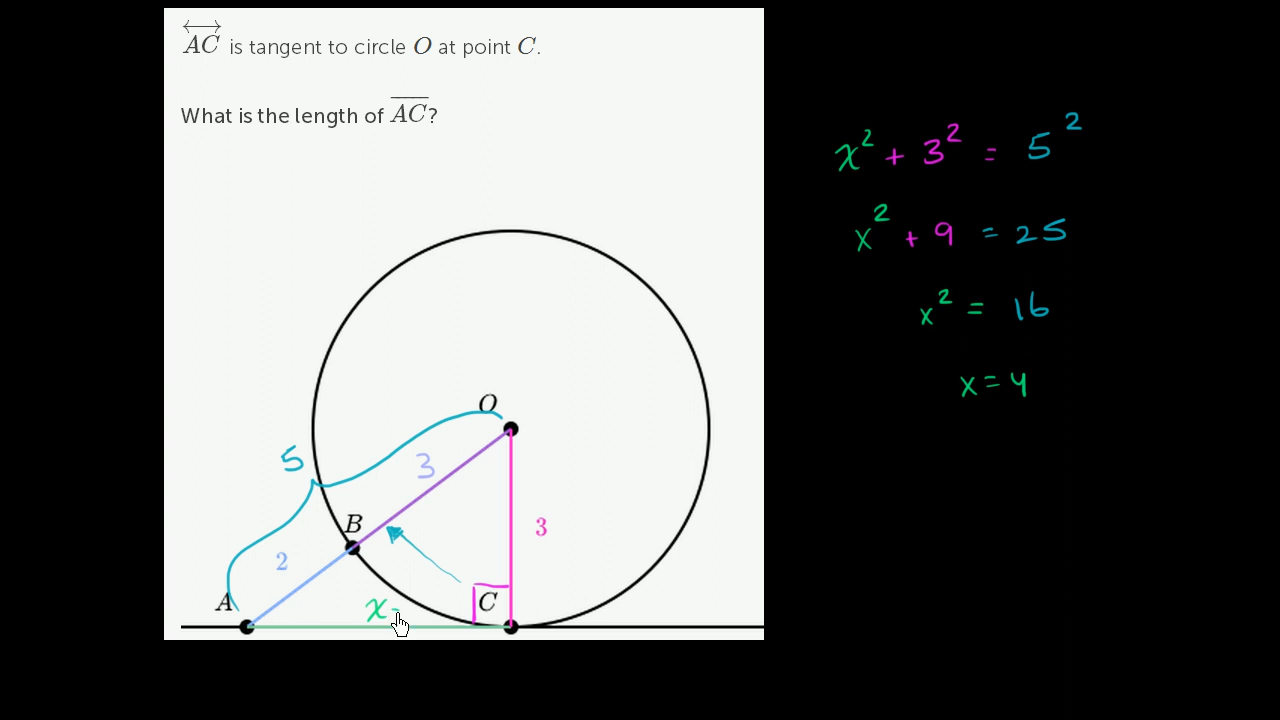 AC is tangent to circle O at point C.
What is the length of AC?
x² + 3² = 5²
x² + 9 = 25
x² = 16
x = 4
O
5
3
B
3
2
A
x =
C